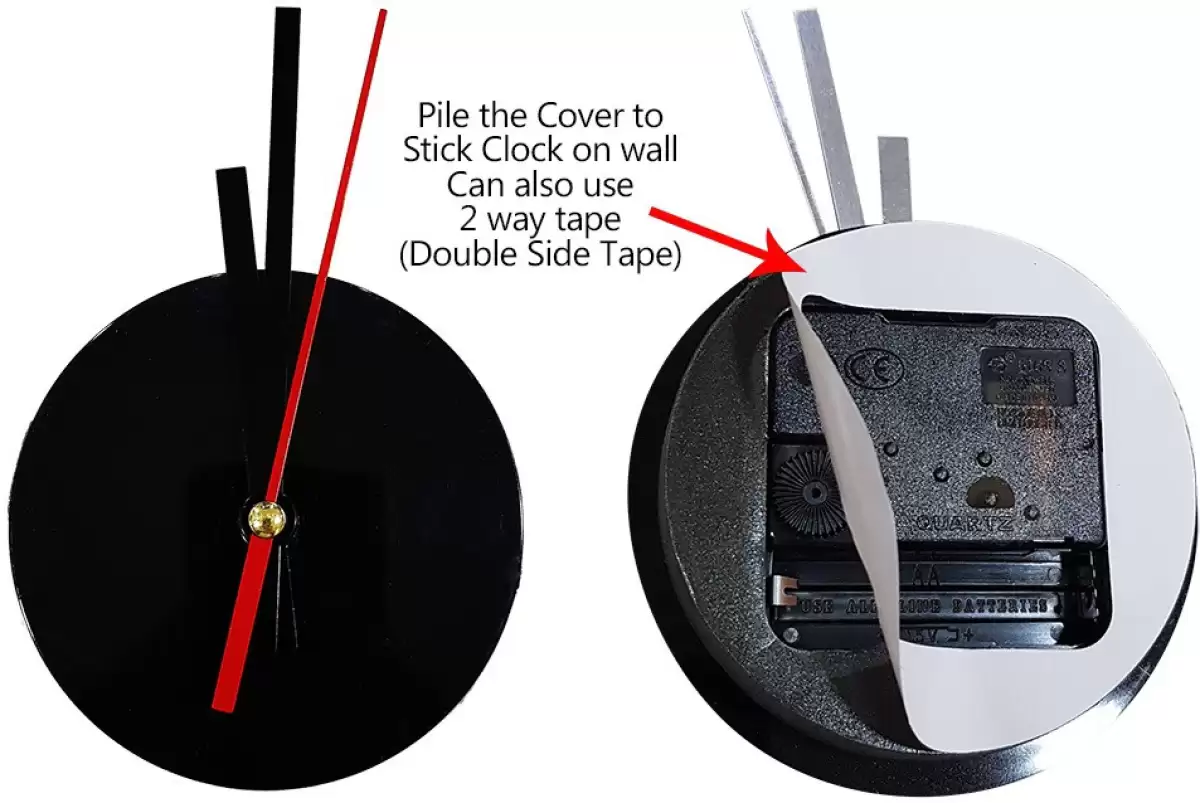 Pile the Cover to
Stick Clock on wall
Can also use
2 way tape
(Double Side Tape)
CE
QUARTZ
AA
USE ALKALINE BATTERIES